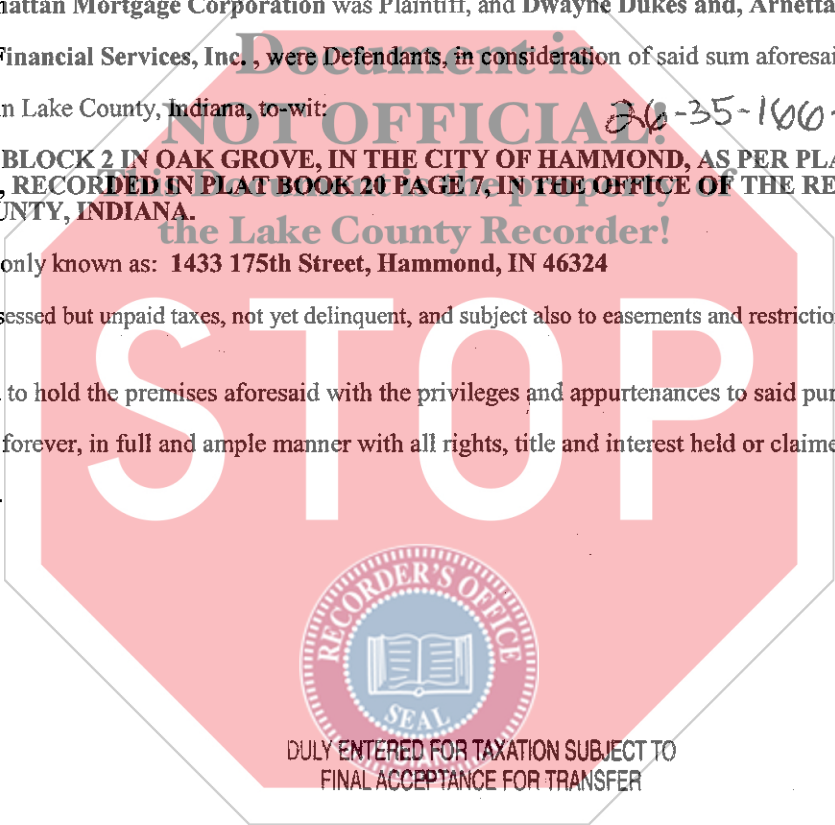 hattan Mortgage Corporation was Plaintiff, and Dwayne Dukes and, Arnetta
Financial Services, Inc. , were Defendants, in consideration of said sum aforesai
Document is
n Lake County, Indiana, to-wit:
NOT OFFICIAL!
26-35-166-
BLOCK 2 IN OAK GROVE, IN THE CITY OF HAMMOND, AS PER PLA
, RECORDED IN PLAT BOOK 20 PAGE 7, IN THE OFFICE OF THE RE
This Document is the property of
UNTY, INDIANA.
the Lake County Recorder!
only known as: 1433 175th Street, Hammond, IN 46324
sessed but unpaid taxes, not yet delinquent, and subject also to easements and restriction
STOP
to hold the premises aforesaid with the privileges and appurtenances to said pur
forever, in full and ample manner with all rights, title and interest held or claime
RECORDER'S OFFICE
SEAL
DULY ENTERED FOR TAXATION SUBJECT TO
FINAL ACCEPTANCE FOR TRANSFER